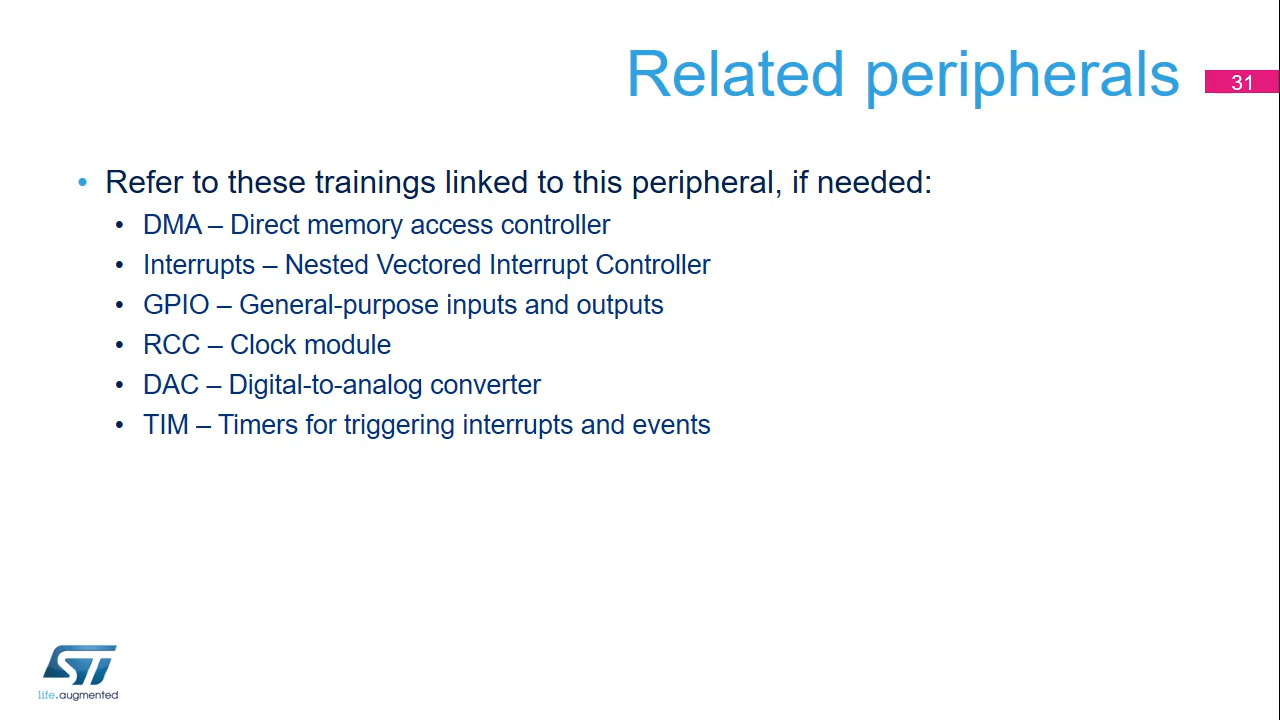 Related peripherals
31
• Refer to these trainings linked to this peripheral, if needed:
• DMA – Direct memory access controller
• Interrupts – Nested Vectored Interrupt Controller
• GPIO – General-purpose inputs and outputs
• RCC – Clock module
• DAC – Digital-to-analog converter
• TIM – Timers for triggering interrupts and events
ST
life.augmented